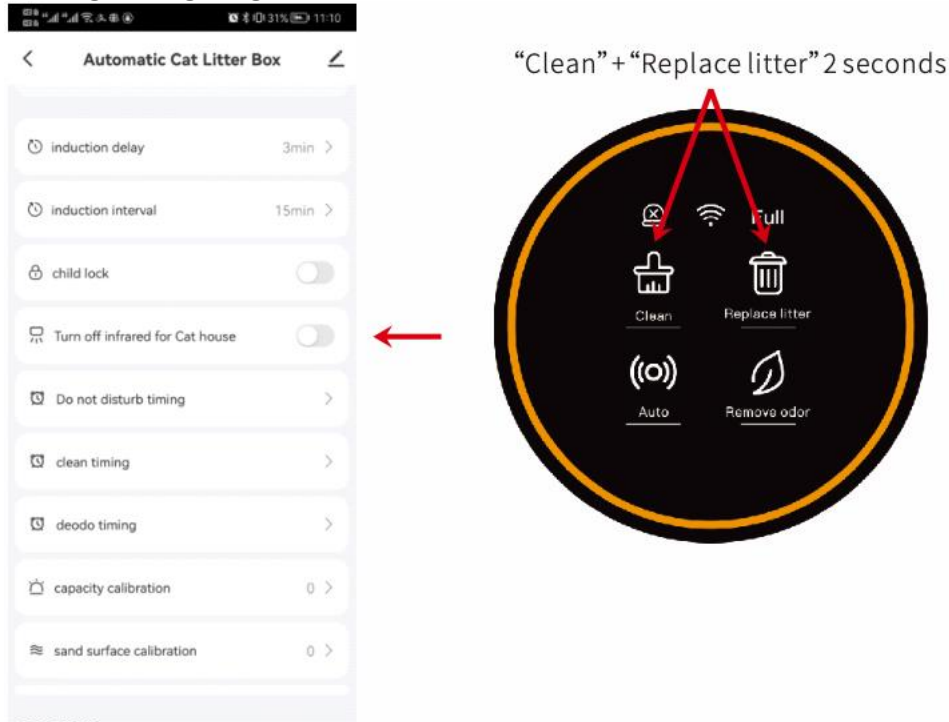 31% 11:10
Automatic Cat Litter Box
induction delay 3min
induction interval 15min
child lock
Turn off infrared for Cat house
Do not disturb timing
clean timing
deodo timing
capacity calibration 0
sand surface calibration 0
“Clean”+“Replace litter” 2 seconds
Full
Clean Replace litter
Auto Remove odor